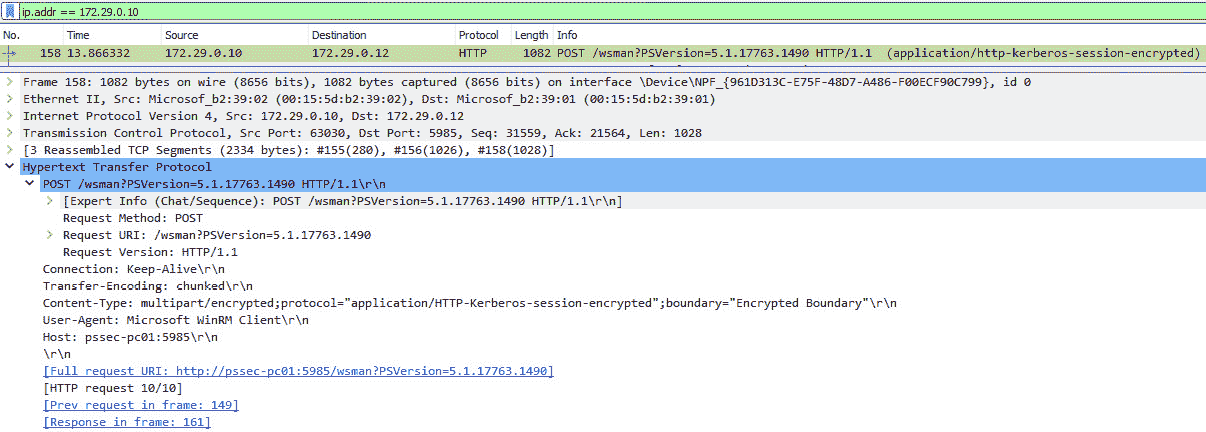 ip.addr == 172.29.0.10
No. Time Source Destination Protocol Length Info
158 13.866332 172.29.0.10 172.29.0.12 HTTP 1082 POST /wsman?PSVersion=5.1.17763.1490 HTTP/1.1 (application/http-kerberos-session-encrypted)
Frame 158: 1082 bytes on wire (8656 bits), 1082 bytes captured (8656 bits) on interface \Device\NPF_{961D313C-E75F-48D7-A486-F00ECF90C799}, id 0
Ethernet II, Src: Microsof_b2:39:02 (00:15:5d:b2:39:02), Dst: Microsof_b2:39:01 (00:15:5d:b2:39:01)
Internet Protocol Version 4, Src: 172.29.0.10, Dst: 172.29.0.12
Transmission Control Protocol, Src Port: 63030, Dst Port: 5985, Seq: 31559, Ack: 21564, Len: 1028
[3 Reassembled TCP Segments (2334 bytes): #155(280), #156(1026), #158(1028)]
Hypertext Transfer Protocol
POST /wsman?PSVersion=5.1.17763.1490 HTTP/1.1\r\n
[Expert Info (Chat/Sequence): POST /wsman?PSVersion=5.1.17763.1490 HTTP/1.1\r\n]
Request Method: POST
Request URI: /wsman?PSVersion=5.1.17763.1490
Request Version: HTTP/1.1
Connection: Keep-Alive\r\n
Transfer-Encoding: chunked\r\n
Content-Type: multipart/encrypted;protocol="application/HTTP-Kerberos-session-encrypted";boundary="Encrypted Boundary"\r\n
User-Agent: Microsoft WinRM Client\r\n
Host: pssec-pc01:5985\r\n
\r\n
[Full request URI: http://pssec-pc01:5985/wsman?PSVersion=5.1.17763.1490]
[HTTP request 10/10]
[Prev request in frame: 149]
[Response in frame: 161]